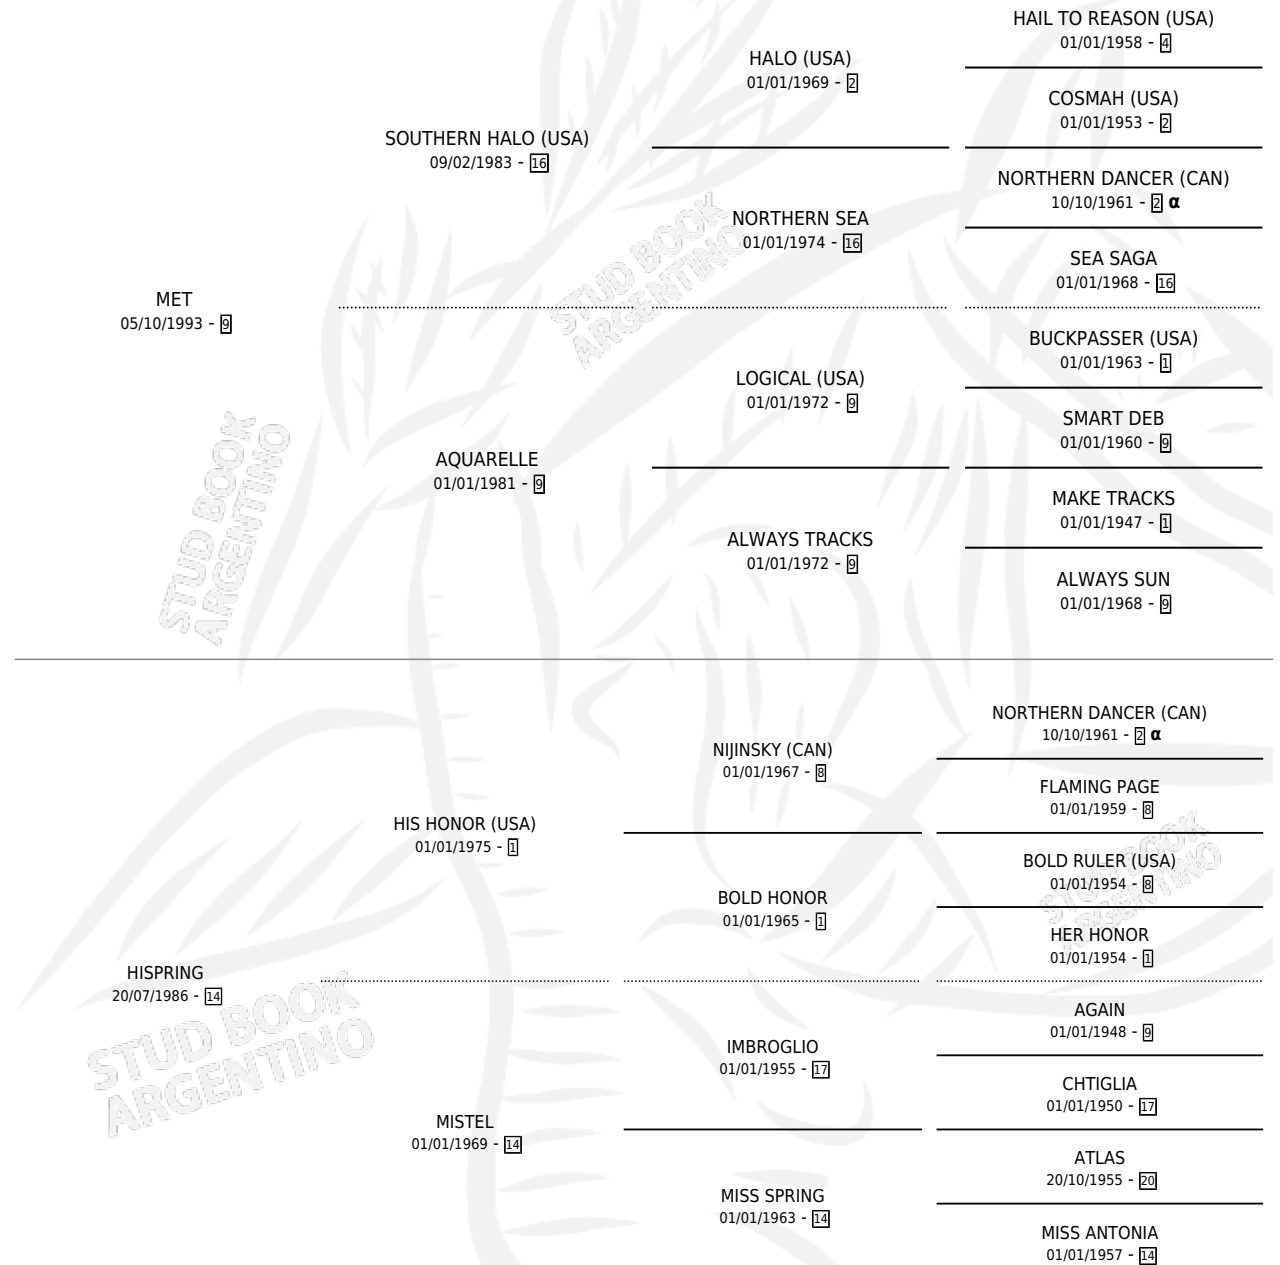 HAIL TO REASON (USA)
01/01/1958 - 4
HALO (USA)
01/01/1969 - 2
COSMAH (USA)
01/01/1953 - 2
SOUTHERN HALO (USA)
09/02/1983 - 16
NORTHERN DANCER (CAN)
10/10/1961 - 2 α
NORTHERN SEA
01/01/1974 - 16
SEA SAGA
01/01/1968 - 16
STUD BOOK
ARGENTINO
MET
05/10/1993 - 9
BUCKPASSER (USA)
01/01/1963 - 1
LOGICAL (USA)
01/01/1972 - 9
SMART DEB
01/01/1960 - 9
AQUARELLE
01/01/1981 - 9
MAKE TRACKS
01/01/1947 - 1
ALWAYS TRACKS
01/01/1972 - 9
ALWAYS SUN
01/01/1968 - 9
STUD BOOK
ARGENTINO
NORTHERN DANCER (CAN)
10/10/1961 - 2 α
NIJINSKY (CAN)
01/01/1967 - 8
FLAMING PAGE
01/01/1959 - 8
HIS HONOR (USA)
01/01/1975 - 1
BOLD RULER (USA)
01/01/1954 - 8
BOLD HONOR
01/01/1965 - 1
HER HONOR
01/01/1954 - 1
STUD BOOK
ARGENTINO
HISPRING
20/07/1986 - 14
AGAIN
01/01/1948 - 9
IMBROGLIO
01/01/1955 - 17
CHTIGLIA
01/01/1950 - 17
MISTEL
01/01/1969 - 14
ATLAS
20/10/1955 - 20
MISS SPRING
01/01/1963 - 14
MISS ANTONIA
01/01/1957 - 14
STUD BOOK
ARGENTINO